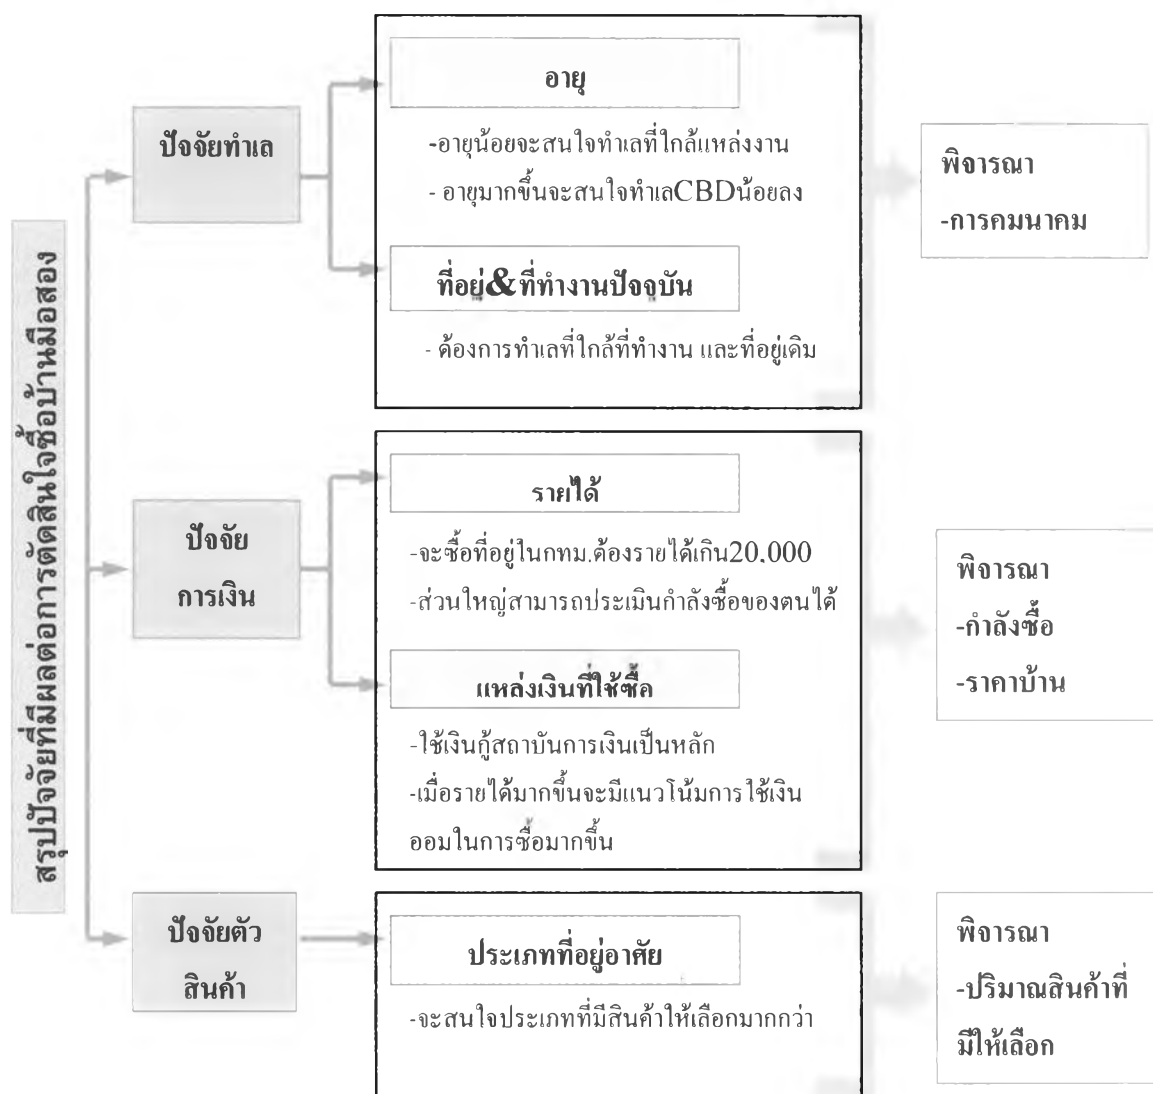 สรุปปัจจัยที่มีผลต่อการตัดสินใจซื้อบ้านมือสอง
ปัจจัยทำเล
อายุ
-อายุน้อยจะสนใจทำเลที่ใกล้แหล่งงาน
- อายุมากขึ้นจะสนใจทำเลCBDน้อยลง
ที่อยู่&ที่ทำงานปัจจุบัน
- ต้องการทำเลที่ใกล้ที่ทำงาน และที่อยู่เดิม
พิจารณา
-การคมนาคม
ปัจจัย
การเงิน
รายได้
-จะซื้อที่อยู่ในกทม.ต้องรายได้เกิน20,000
-ส่วนใหญ่สามารถประเมินกำลังซื้อของตนได้
แหล่งเงินที่ใช้ซื้อ
-ใช้เงินกู้สถาบันการเงินเป็นหลัก
-เมื่อรายได้มากขึ้นจะมีแนวโน้มการใช้เงิน
ออมในการซื้อมากขึ้น
พิจารณา
-กำลังซื้อ
-ราคาบ้าน
ปัจจัยตัว
สินค้า
ประเภทที่อยู่อาศัย
-จะสนใจประเภทที่มีสินค้าให้เลือกมากกว่า
พิจารณา
-ปริมาณสินค้าที่
มีให้เลือก